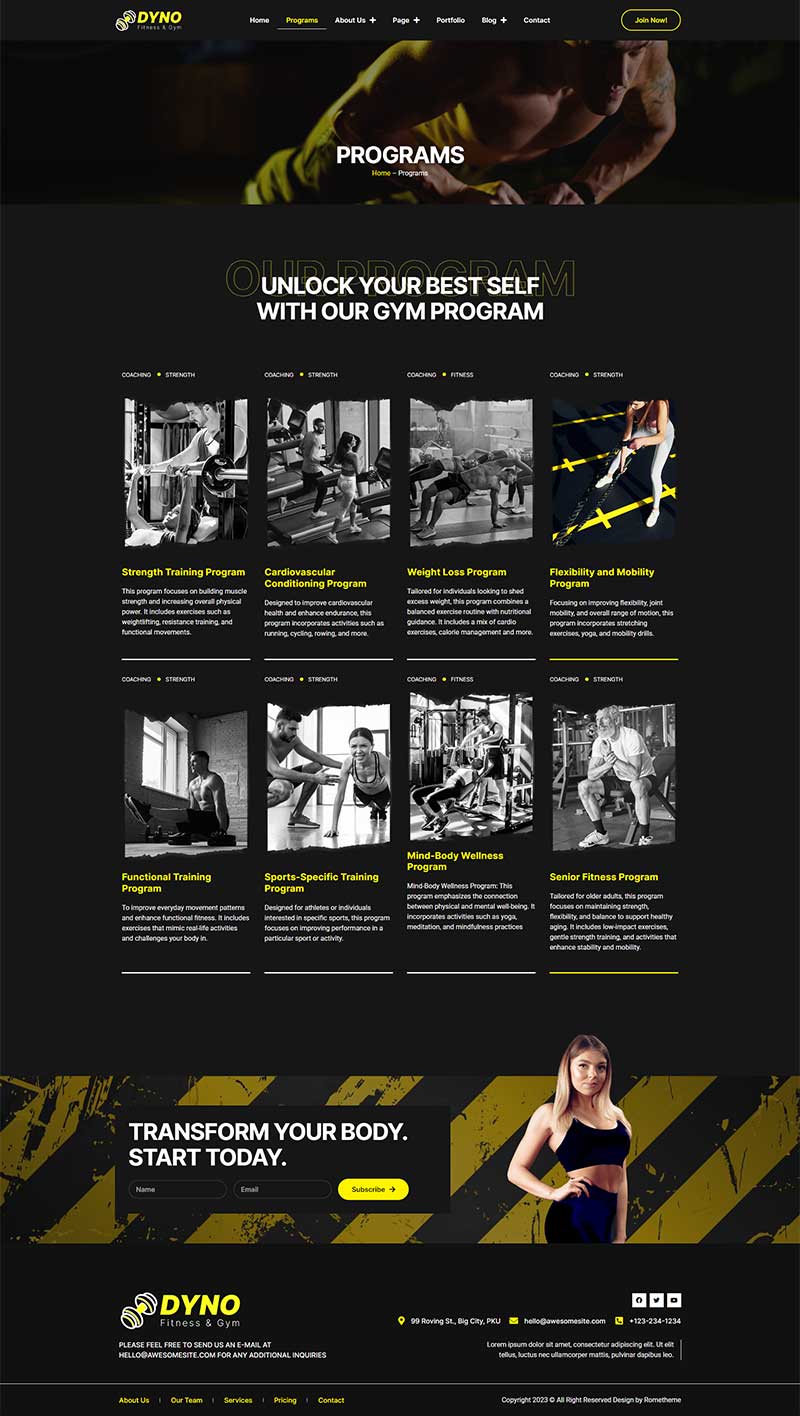 DYNO
Fitness & Gym
Home Programs About Us + Page + Portfolio Blog + Contact
Join Now!
PROGRAMS
Home – Programs
OUR PROGRAM
UNLOCK YOUR BEST SELF
WITH OUR GYM PROGRAM
COACHING • STRENGTH
Strength Training Program
This program focuses on building muscle
strength and increasing overall physical
power. It includes exercises such as
weightlifting, resistance training, and
functional movements.
COACHING • STRENGTH
Cardiovascular
Conditioning Program
Designed to improve cardiovascular
health and enhance endurance, this
program incorporates activities such as
running, cycling, rowing, and more.
COACHING • FITNESS
Weight Loss Program
Tailored for individuals looking to shed
excess weight, this program combines a
balanced exercise routine with nutritional
guidance. It includes a mix of cardio
exercises, calorie management and more.
COACHING • STRENGTH
Flexibility and Mobility
Program
Focusing on improving flexibility, joint
mobility, and overall range of motion, this
program incorporates stretching
exercises, yoga, and mobility drills.
COACHING • STRENGTH
Functional Training
Program
To improve everyday movement patterns
and enhance functional fitness. It includes
exercises that mimic real-life activities
and challenges your body in.
COACHING • STRENGTH
Sports-Specific Training
Program
Designed for athletes or individuals
interested in specific sports, this program
focuses on improving performance in a
particular sport or activity.
COACHING • FITNESS
Mind-Body Wellness
Program
Mind-Body Wellness Program: This
program emphasizes the connection
between physical and mental well-being. It
incorporates activities such as yoga,
meditation, and mindfulness practices
COACHING • STRENGTH
Senior Fitness Program
Tailored for older adults, this program
focuses on maintaining strength,
flexibility, and balance to support healthy
aging. It includes low-impact exercises,
gentle strength training, and activities that
enhance stability and mobility.
TRANSFORM YOUR BODY.
START TODAY.
Name Email Subscribe →
DYNO
Fitness & Gym
PLEASE FEEL FREE TO SEND US AN E-MAIL AT
HELLO@AWESOMESITE.COM FOR ANY ADDITIONAL INQUIRIES
99 Roving St., Big City, PKU hello@awesomesite.com +123-234-1234
Lorem ipsum dolor sit amet, consectetur adipiscing elit. Ut elit
tellus, luctus nec ullamcorper mattis, pulvinar dapibus leo.
About Us | Our Team | Services | Pricing | Contact
Copyright 2023 © All Right Reserved Design by Rometheme